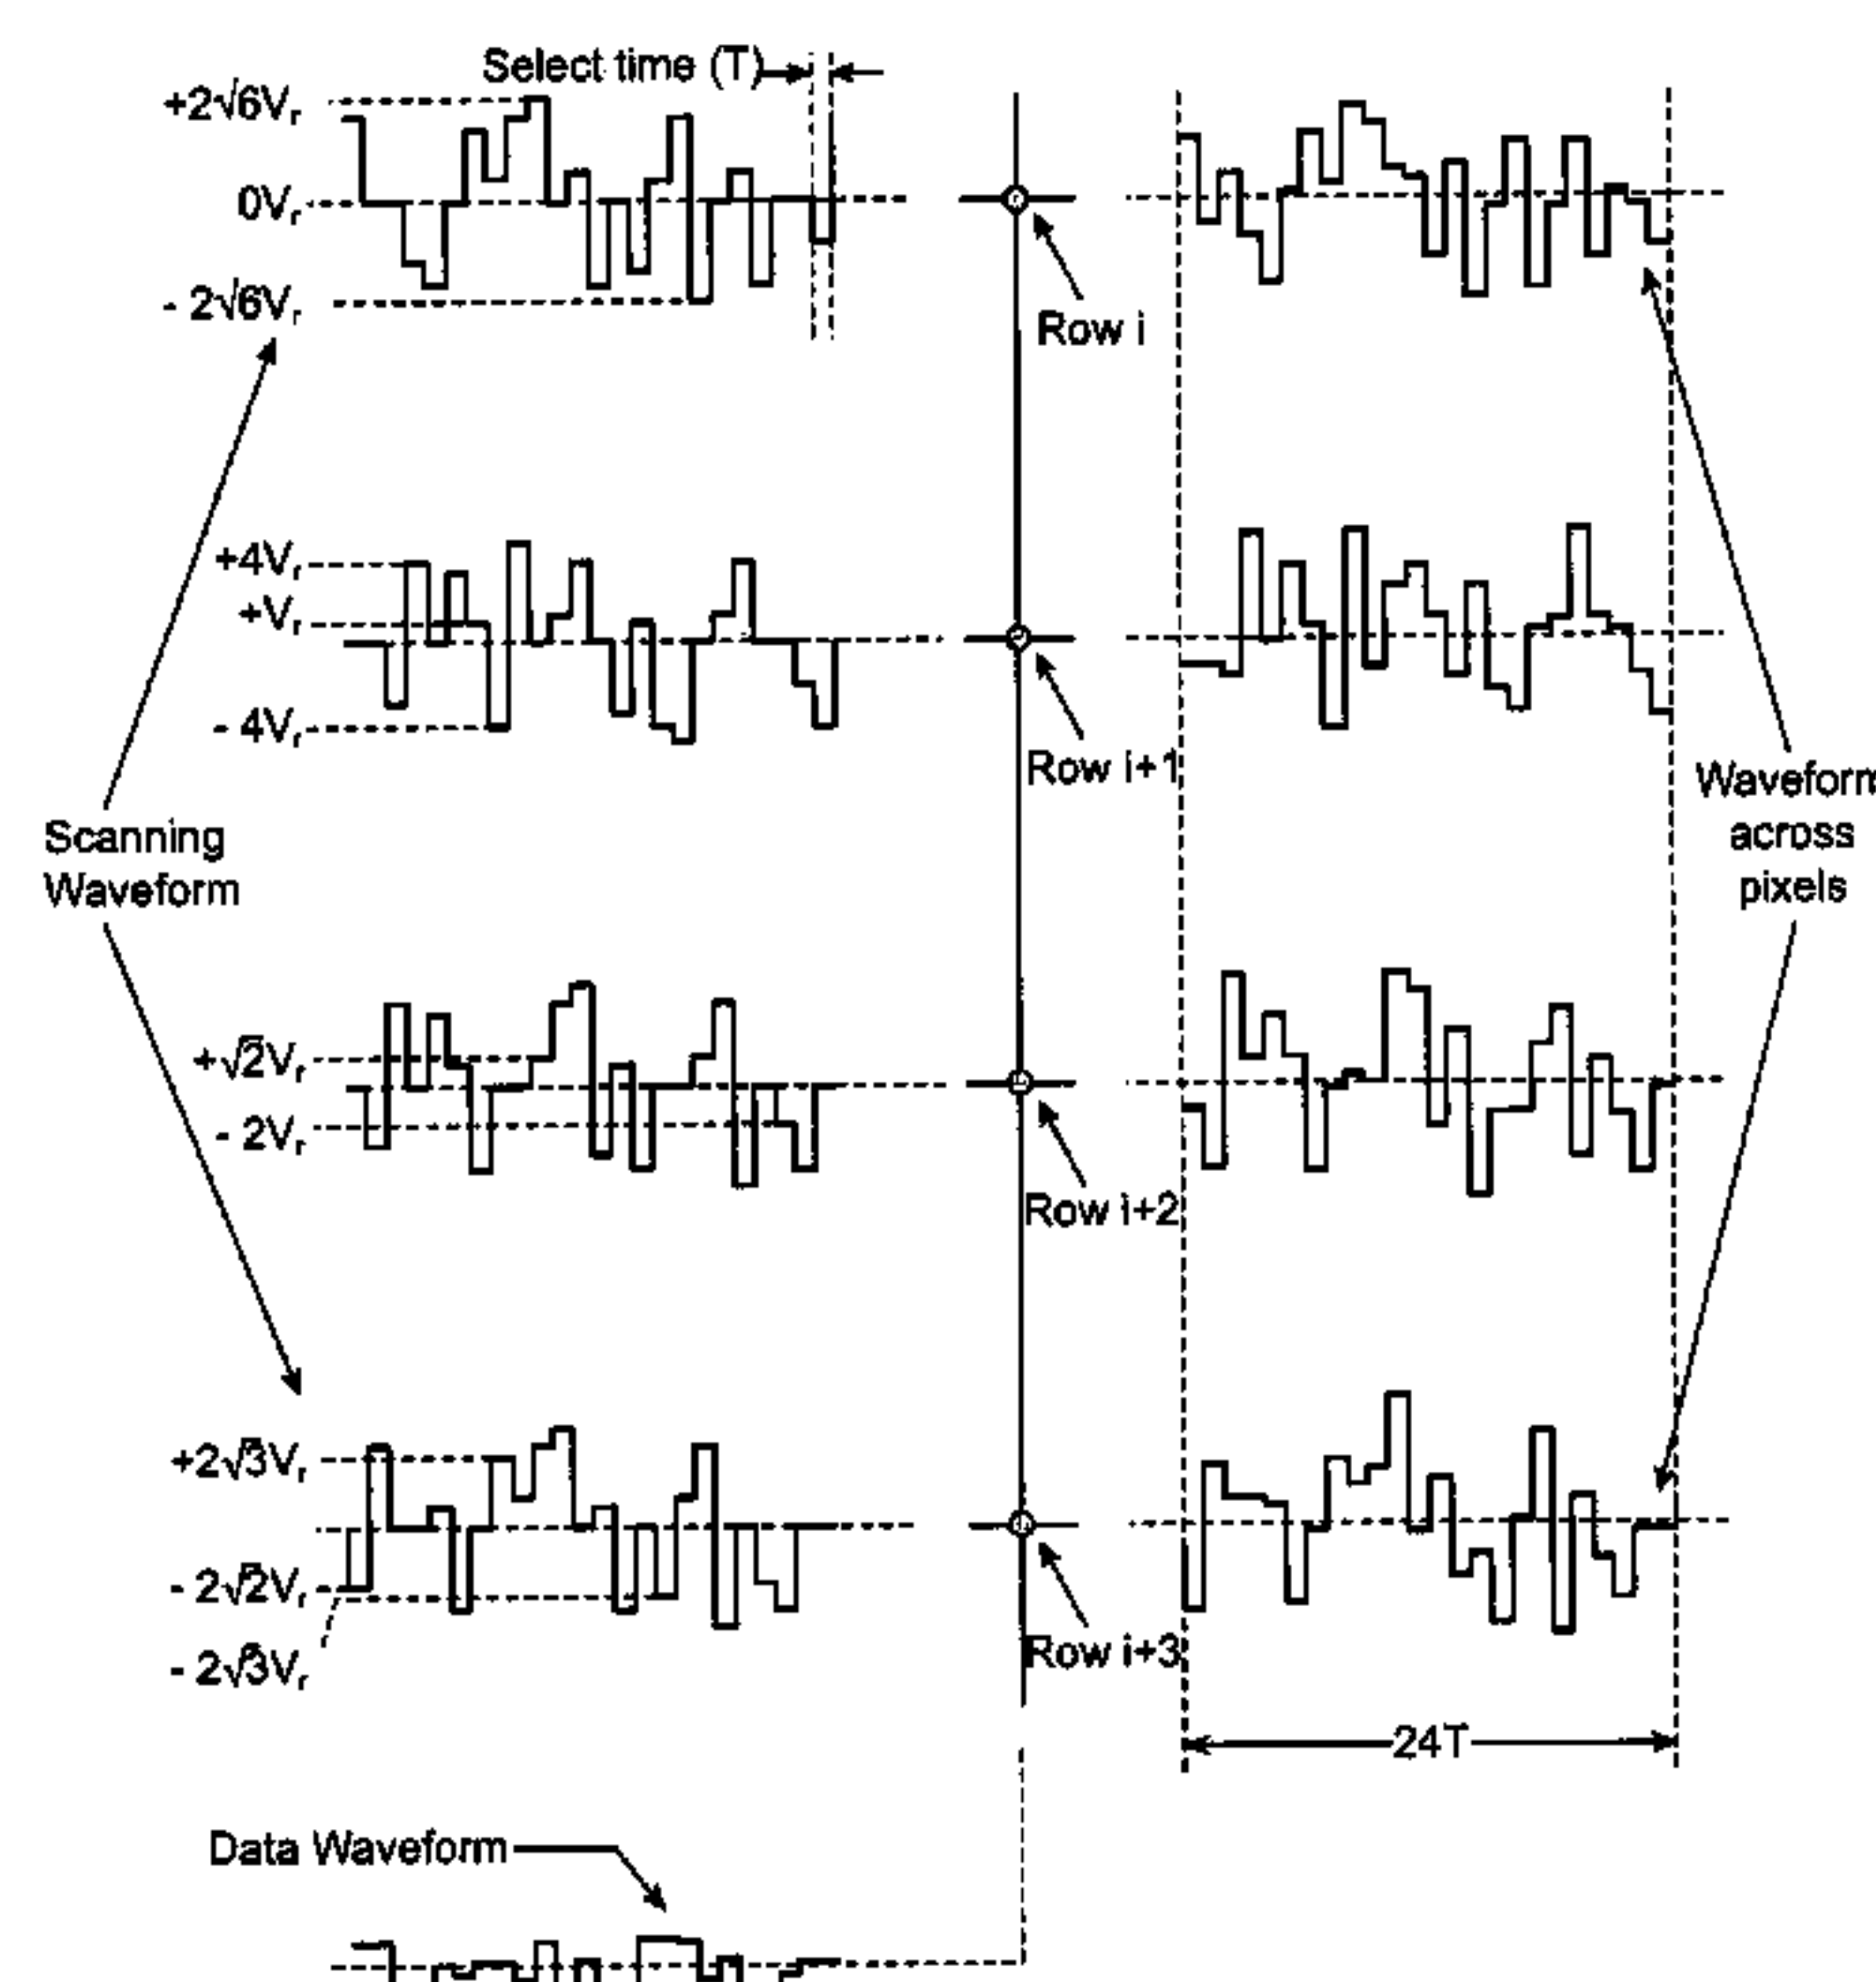 Select time (T)
+2√6Vr
0Vr
- 2√6Vr
Row i
+4Vr
+Vr
- 4Vr
Row i+1
Waveform
across
pixels
Scanning
Waveform
+√2Vr
- 2Vr
Row i+2
+2√3Vr
- 2√2Vr
- 2√3Vr
Row i+3
24T
Data Waveform